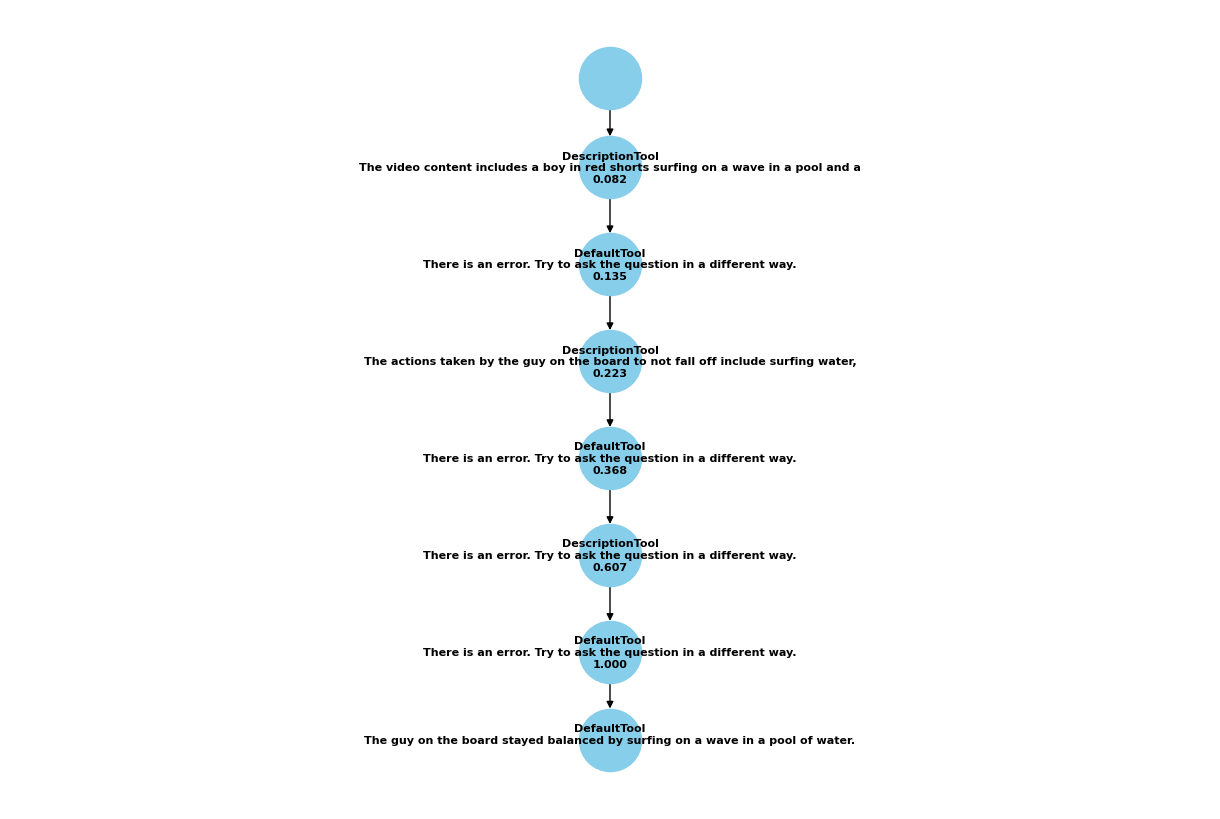 DescriptionTool
The video content includes a boy in red shorts surfing on a wave in a pool and a
0.082
DefaultTool
There is an error. Try to ask the question in a different way.
0.135
DescriptionTool
The actions taken by the guy on the board to not fall off include surfing water,
0.223
DefaultTool
There is an error. Try to ask the question in a different way.
0.368
DescriptionTool
There is an error. Try to ask the question in a different way.
0.607
DefaultTool
There is an error. Try to ask the question in a different way.
1.000
DefaultTool
The guy on the board stayed balanced by surfing on a wave in a pool of water.